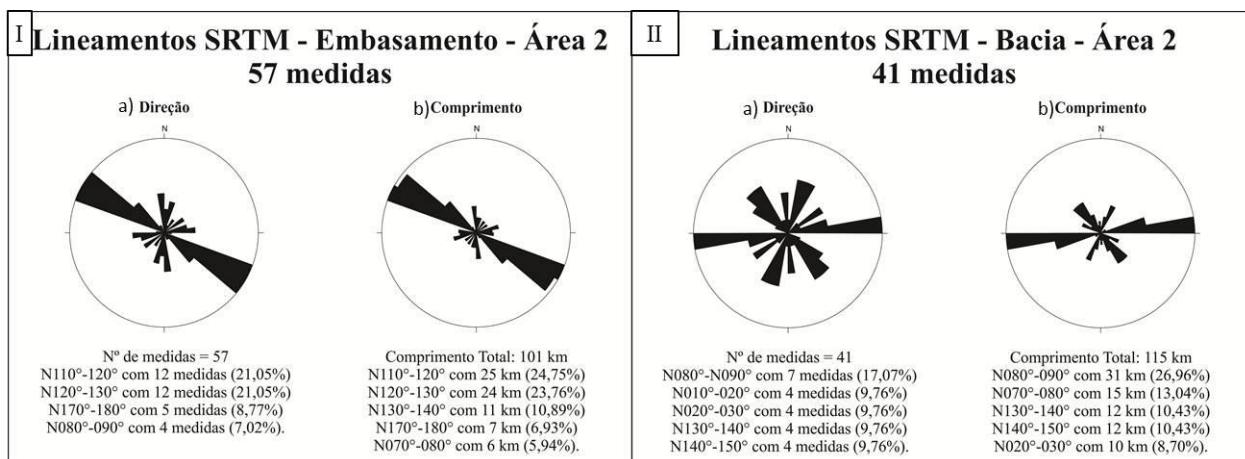 I
Lineamentos SRTM - Embasamento - Área 2
57 medidas
a) Direção
N
Nº de medidas = 57
N110°-120° com 12 medidas (21,05%)
N120°-130° com 12 medidas (21,05%)
N170°-180° com 5 medidas (8,77%)
N080°-090° com 4 medidas (7,02%).
b)Comprimento
N
Comprimento Total: 101 km
N110°-120° com 25 km (24,75%)
N120°-130° com 24 km (23,76%)
N130°-140° com 11 km (10,89%)
N170°-180° com 7 km (6,93%)
N070°-080° com 6 km (5,94%).
II
Lineamentos SRTM - Bacia - Área 2
41 medidas
a) Direção
N
Nº de medidas = 41
N080°-N090° com 7 medidas (17,07%)
N010°-020° com 4 medidas (9,76%)
N020°-030° com 4 medidas (9,76%)
N130°-140° com 4 medidas (9,76%)
N140°-150° com 4 medidas (9,76%).
b) Comprimento
N
Comprimento Total: 115 km
N080°-090° com 31 km (26,96%)
N070°-080° com 15 km (13,04%)
N130°-140° com 12 km (10,43%)
N140°-150° com 12 km (10,43%)
N020°-030° com 10 km (8,70%).